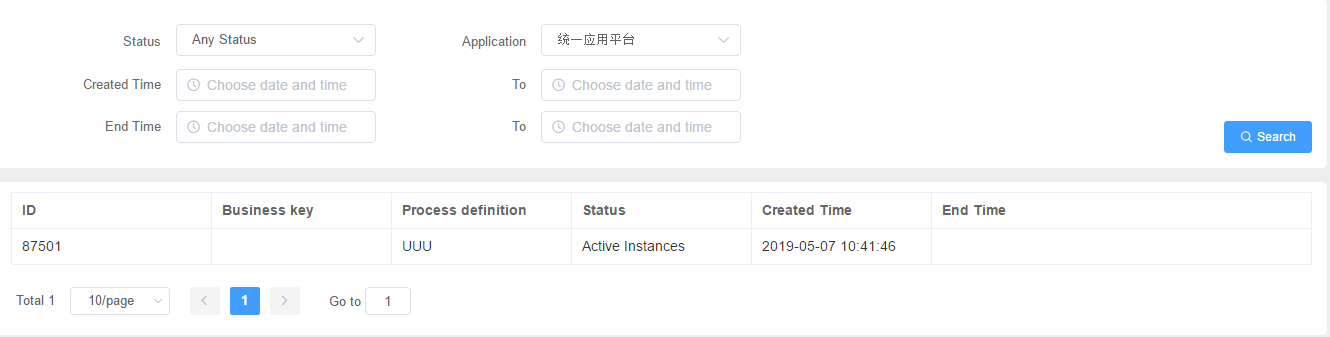 Status Any Status Application 统一应用平台
Created Time Choose date and time To Choose date and time
End Time Choose date and time To Choose date and time
Search
ID Business key Process definition Status Created Time End Time
87501 UUU Active Instances 2019-05-07 10:41:46
Total 1 10/page 1 Go to 1